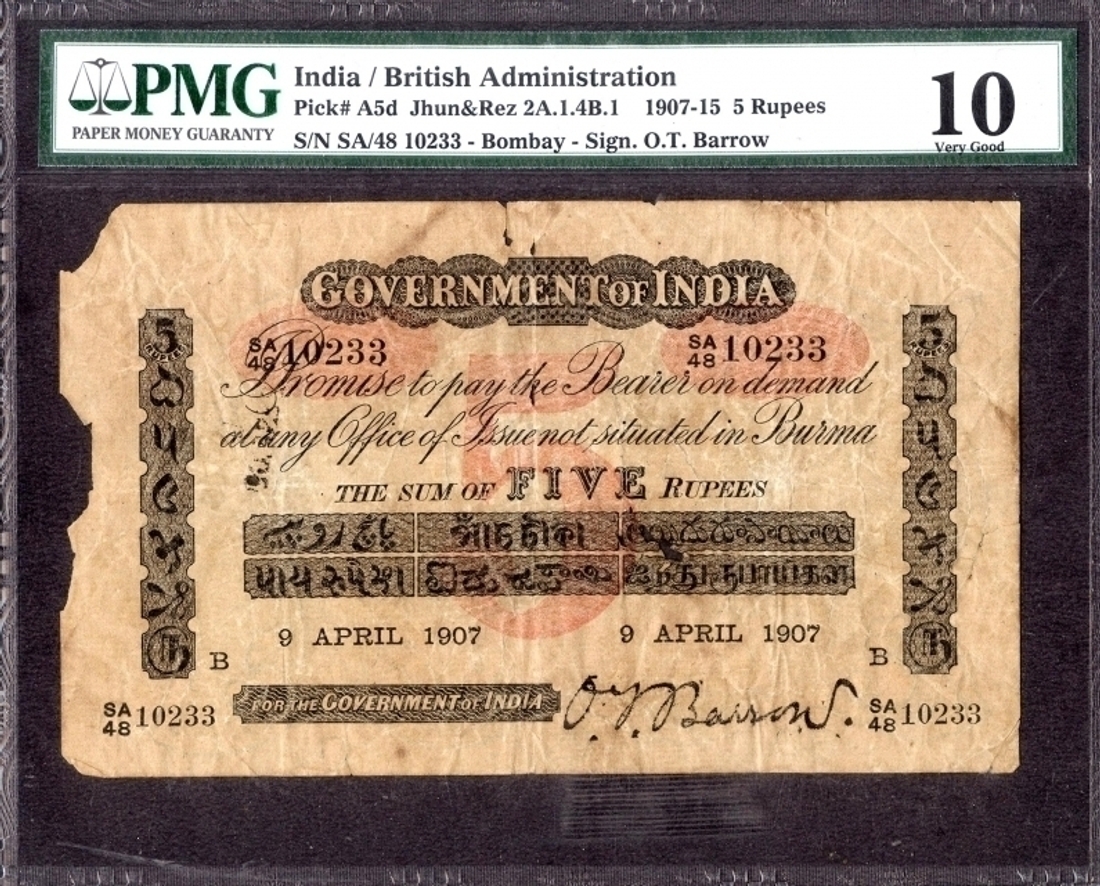 PMG
PAPER MONEY GUARANTY
India / British Administration
Pick# A5d Jhun&Rez 2A.1.4B.1 1907-15 5 Rupees
S/N SA/48 10233 - Bombay - Sign. O.T. Barrow
10
Very Good
GOVERNMENT OF INDIA
SA/48 10233 SA/48 10233
Promise to pay the Bearer on demand
at any Office of Issue not situated in Burma
THE SUM OF FIVE RUPEES
5 RUPEES
5 RUPEES
9 APRIL 1907 9 APRIL 1907
B B
FOR THE GOVERNMENT OF INDIA
O.T. Barrow.
SA/48 10233 SA/48 10233